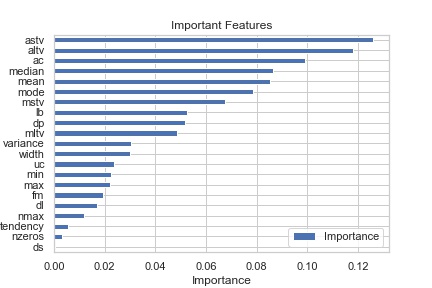 Important Features
astv
altv
ac
median
mean
mode
mstv
lb
dp
mltv
variance
width
uc
min
max
fm
dl
nmax
tendency
nzeros
ds
Importance
0.00 0.02 0.04 0.06 0.08 0.10 0.12
Importance